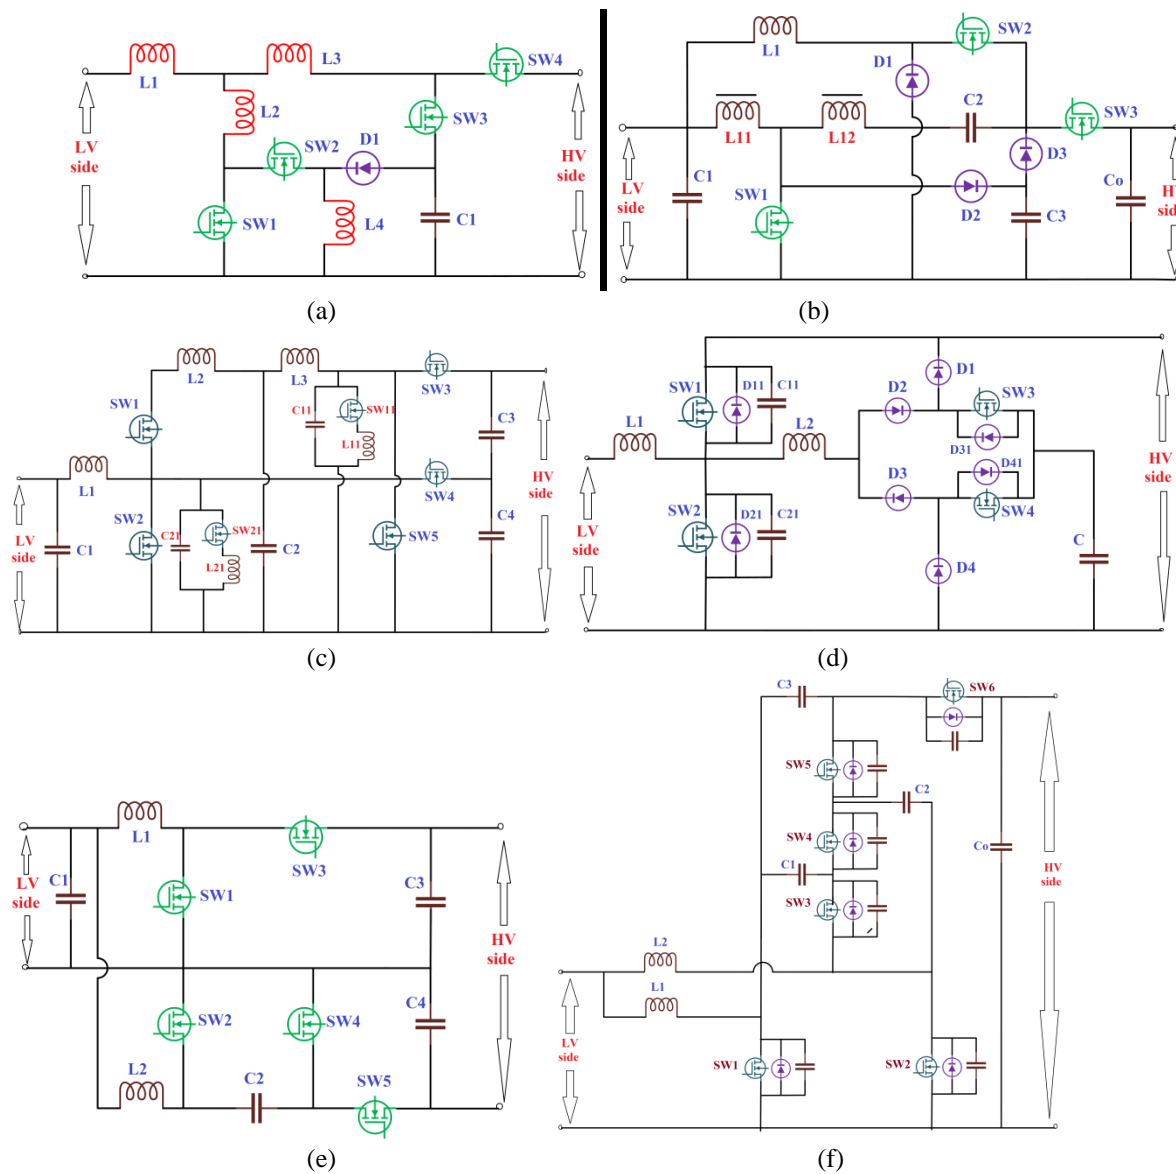 L1
L3
SW4
L2
SW3
SW2
D1
LV
side
HV
side
SW1
L4
C1
(a)
L1
SW2
D1
C2
SW3
L11
L12
D3
C1
LV
side
SW1
D2
C3
Co
HV
side
(b)
L2
L3
SW3
SW1
C11
SW11
L11
C3
HV
side
L1
SW4
LV
side
C1
SW2
C21
SW21
L21
C2
SW5
C4
(c)
D1
SW1
D11
C11
D2
SW3
L1
L2
D31
D41
D3
SW4
HV
side
LV
side
SW2
D21
C21
D4
C
(d)
L1
SW3
LV
side
C1
SW1
C3
HV
side
SW2
SW4
C4
L2
C2
SW5
(e)
C3
SW6
SW5
C2
SW4
C1
Co
HV
side
SW3
L2
L1
LV
side
SW1
SW2
(f)